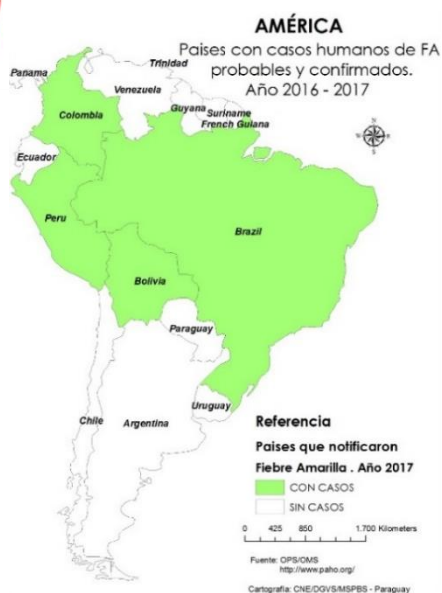 AMÉRICA
Paises con casos humanos de FA
probables y confirmados.
Año 2016 - 2017
Panama
Trinidad
Venezuela
Guyana
Suriname
French Guiana
Colombia
Ecuador
Peru
Brazil
Bolivia
Paraguay
Chile
Argentina
Uruguay
Referencia
Paises que notificaron
Fiebre Amarilla . Año 2017
CON CASOS
SIN CASOS
0 425 850 1.700 Kilometers
Fuente: OPS/OMS
http://www.paho.org/
Cartografía: CNE/DGVS/MSPBS - Paraguay